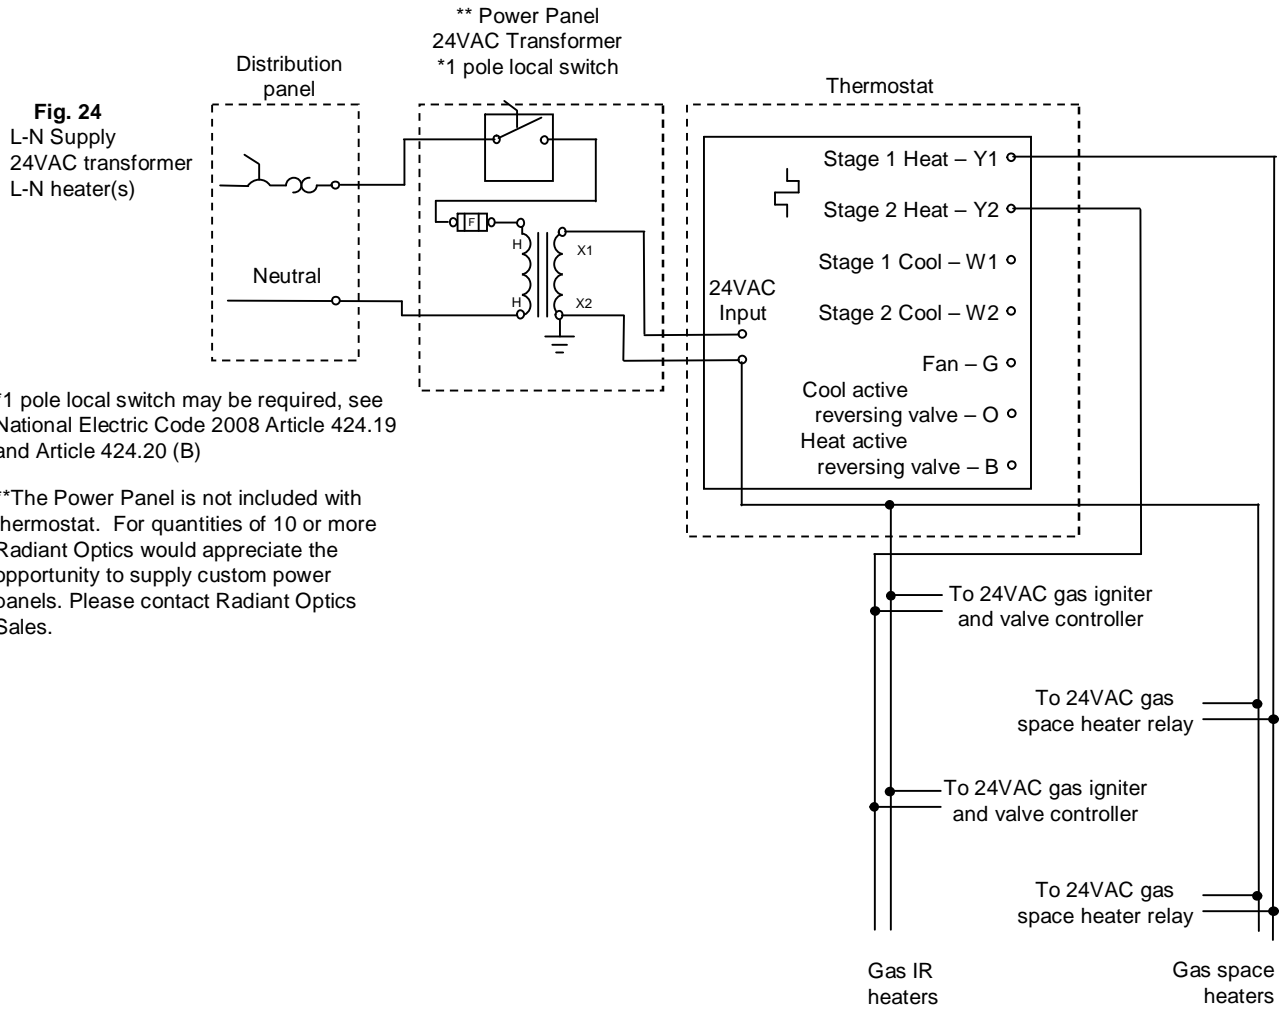 ** Power Panel
24VAC Transformer
*1 pole local switch
Distribution
panel
Thermostat
Fig. 24
L-N Supply
24VAC transformer
L-N heater(s)
Stage 1 Heat – Y1
Stage 2 Heat – Y2
F
H
X1
Stage 1 Cool – W1
Neutral
24VAC
Input
H
X2
Stage 2 Cool – W2
Fan – G
Cool active
reversing valve – O
Heat active
reversing valve – B
*1 pole local switch may be required, see
National Electric Code 2008 Article 424.19
and Article 424.20 (B)
**The Power Panel is not included with
thermostat. For quantities of 10 or more
Radiant Optics would appreciate the
opportunity to supply custom power
panels. Please contact Radiant Optics
Sales.
To 24VAC gas igniter
and valve controller
To 24VAC gas
space heater relay
To 24VAC gas igniter
and valve controller
To 24VAC gas
space heater relay
Gas IR
heaters
Gas space
heaters